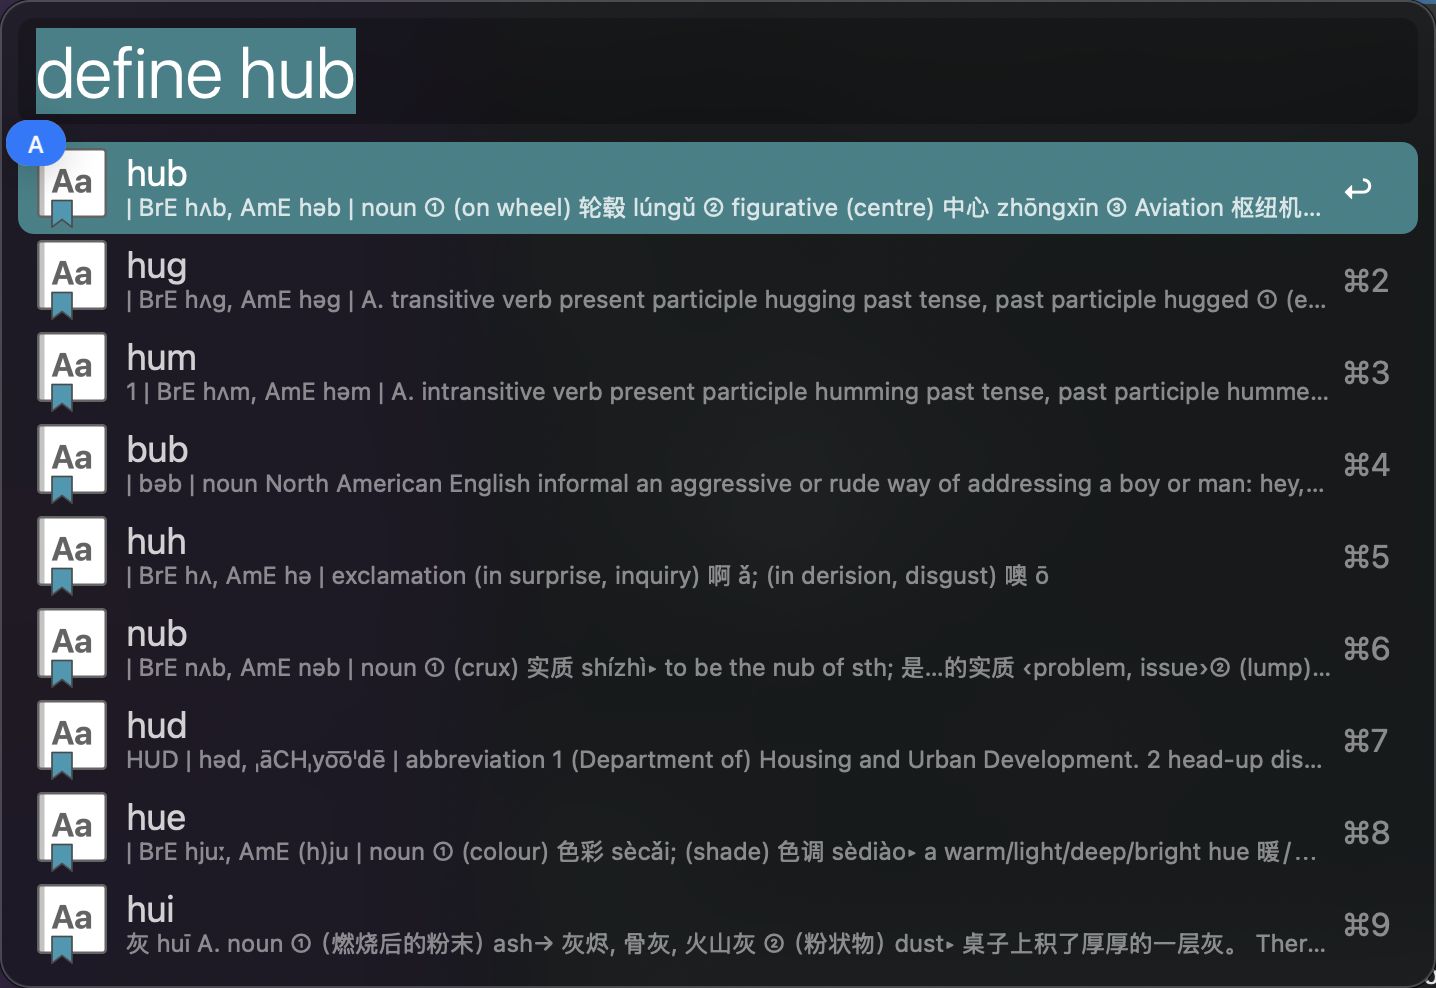 define hub
A
Aa
hub
| BrE hʌb, AmE həb | noun ① (on wheel) 轮毂 lúngǔ ② figurative (centre) 中心 zhōngxīn ③ Aviation 枢纽机...
Aa
hug
| BrE hʌɡ, AmE həɡ | A. transitive verb present participle hugging past tense, past participle hugged ① (e...
⌘2
Aa
hum
1 | BrE hʌm, AmE həm | A. intransitive verb present participle humming past tense, past participle humme...
⌘3
Aa
bub
| bəb | noun North American English informal an aggressive or rude way of addressing a boy or man: hey,...
⌘4
Aa
huh
| BrE hʌ, AmE hə | exclamation (in surprise, inquiry) 啊 ǎ; (in derision, disgust) 噢 ō
⌘5
Aa
nub
| BrE nʌb, AmE nəb | noun ① (crux) 实质 shízhì▸ to be the nub of sth; 是…的实质 ‹problem, issue›② (lump)...
⌘6
Aa
hud
HUD | həd, ˌāCHˌyo͞oˈdē | abbreviation 1 (Department of) Housing and Urban Development. 2 head-up dis...
⌘7
Aa
hue
| BrE hjuː, AmE (h)ju | noun ① (colour) 色彩 sècǎi; (shade) 色调 sèdiào▸ a warm/light/deep/bright hue 暖/...
⌘8
Aa
hui
灰 huī A. noun ①（燃烧后的粉末）ash→ 灰烬, 骨灰, 火山灰 ②（粉状物）dust▸ 桌子上积了厚厚的一层灰。 Ther...
⌘9